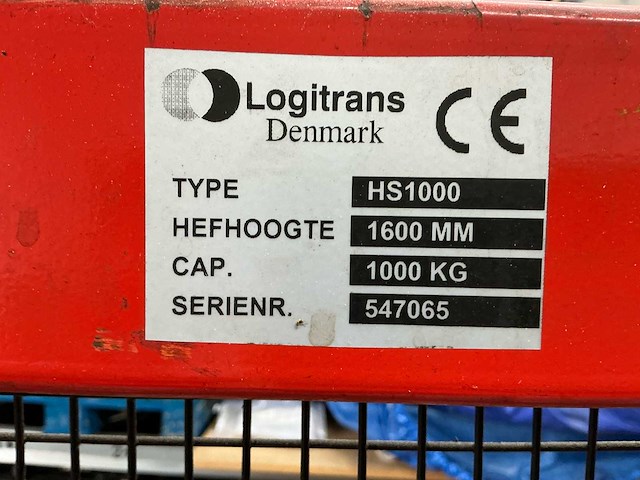 Logitrans
Denmark
CE
TYPE HS1000
HEFHOOGTE 1600 MM
CAP. 1000 KG
SERIENR. 547065